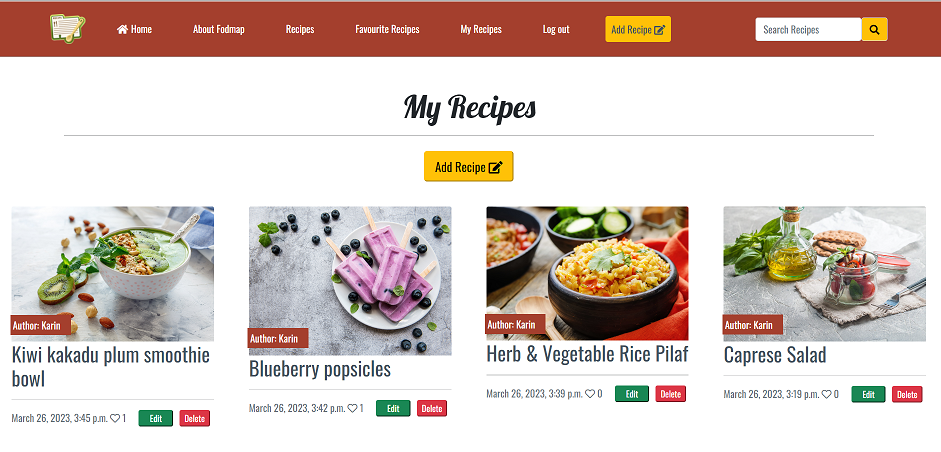 Home About Fodmap Recipes Favourite Recipes My Recipes Log out Add Recipe Search Recipes
My Recipes
Add Recipe
Author: Karin
Kiwi kakadu plum smoothie
bowl
March 26, 2023, 3:45 p.m. 1 Edit Delete
Author: Karin
Blueberry popsicles
March 26, 2023, 3:42 p.m. 1 Edit Delete
Author: Karin
Herb & Vegetable Rice Pilaf
March 26, 2023, 3:39 p.m. 0 Edit Delete
Author: Karin
Caprese Salad
March 26, 2023, 3:19 p.m. 0 Edit Delete